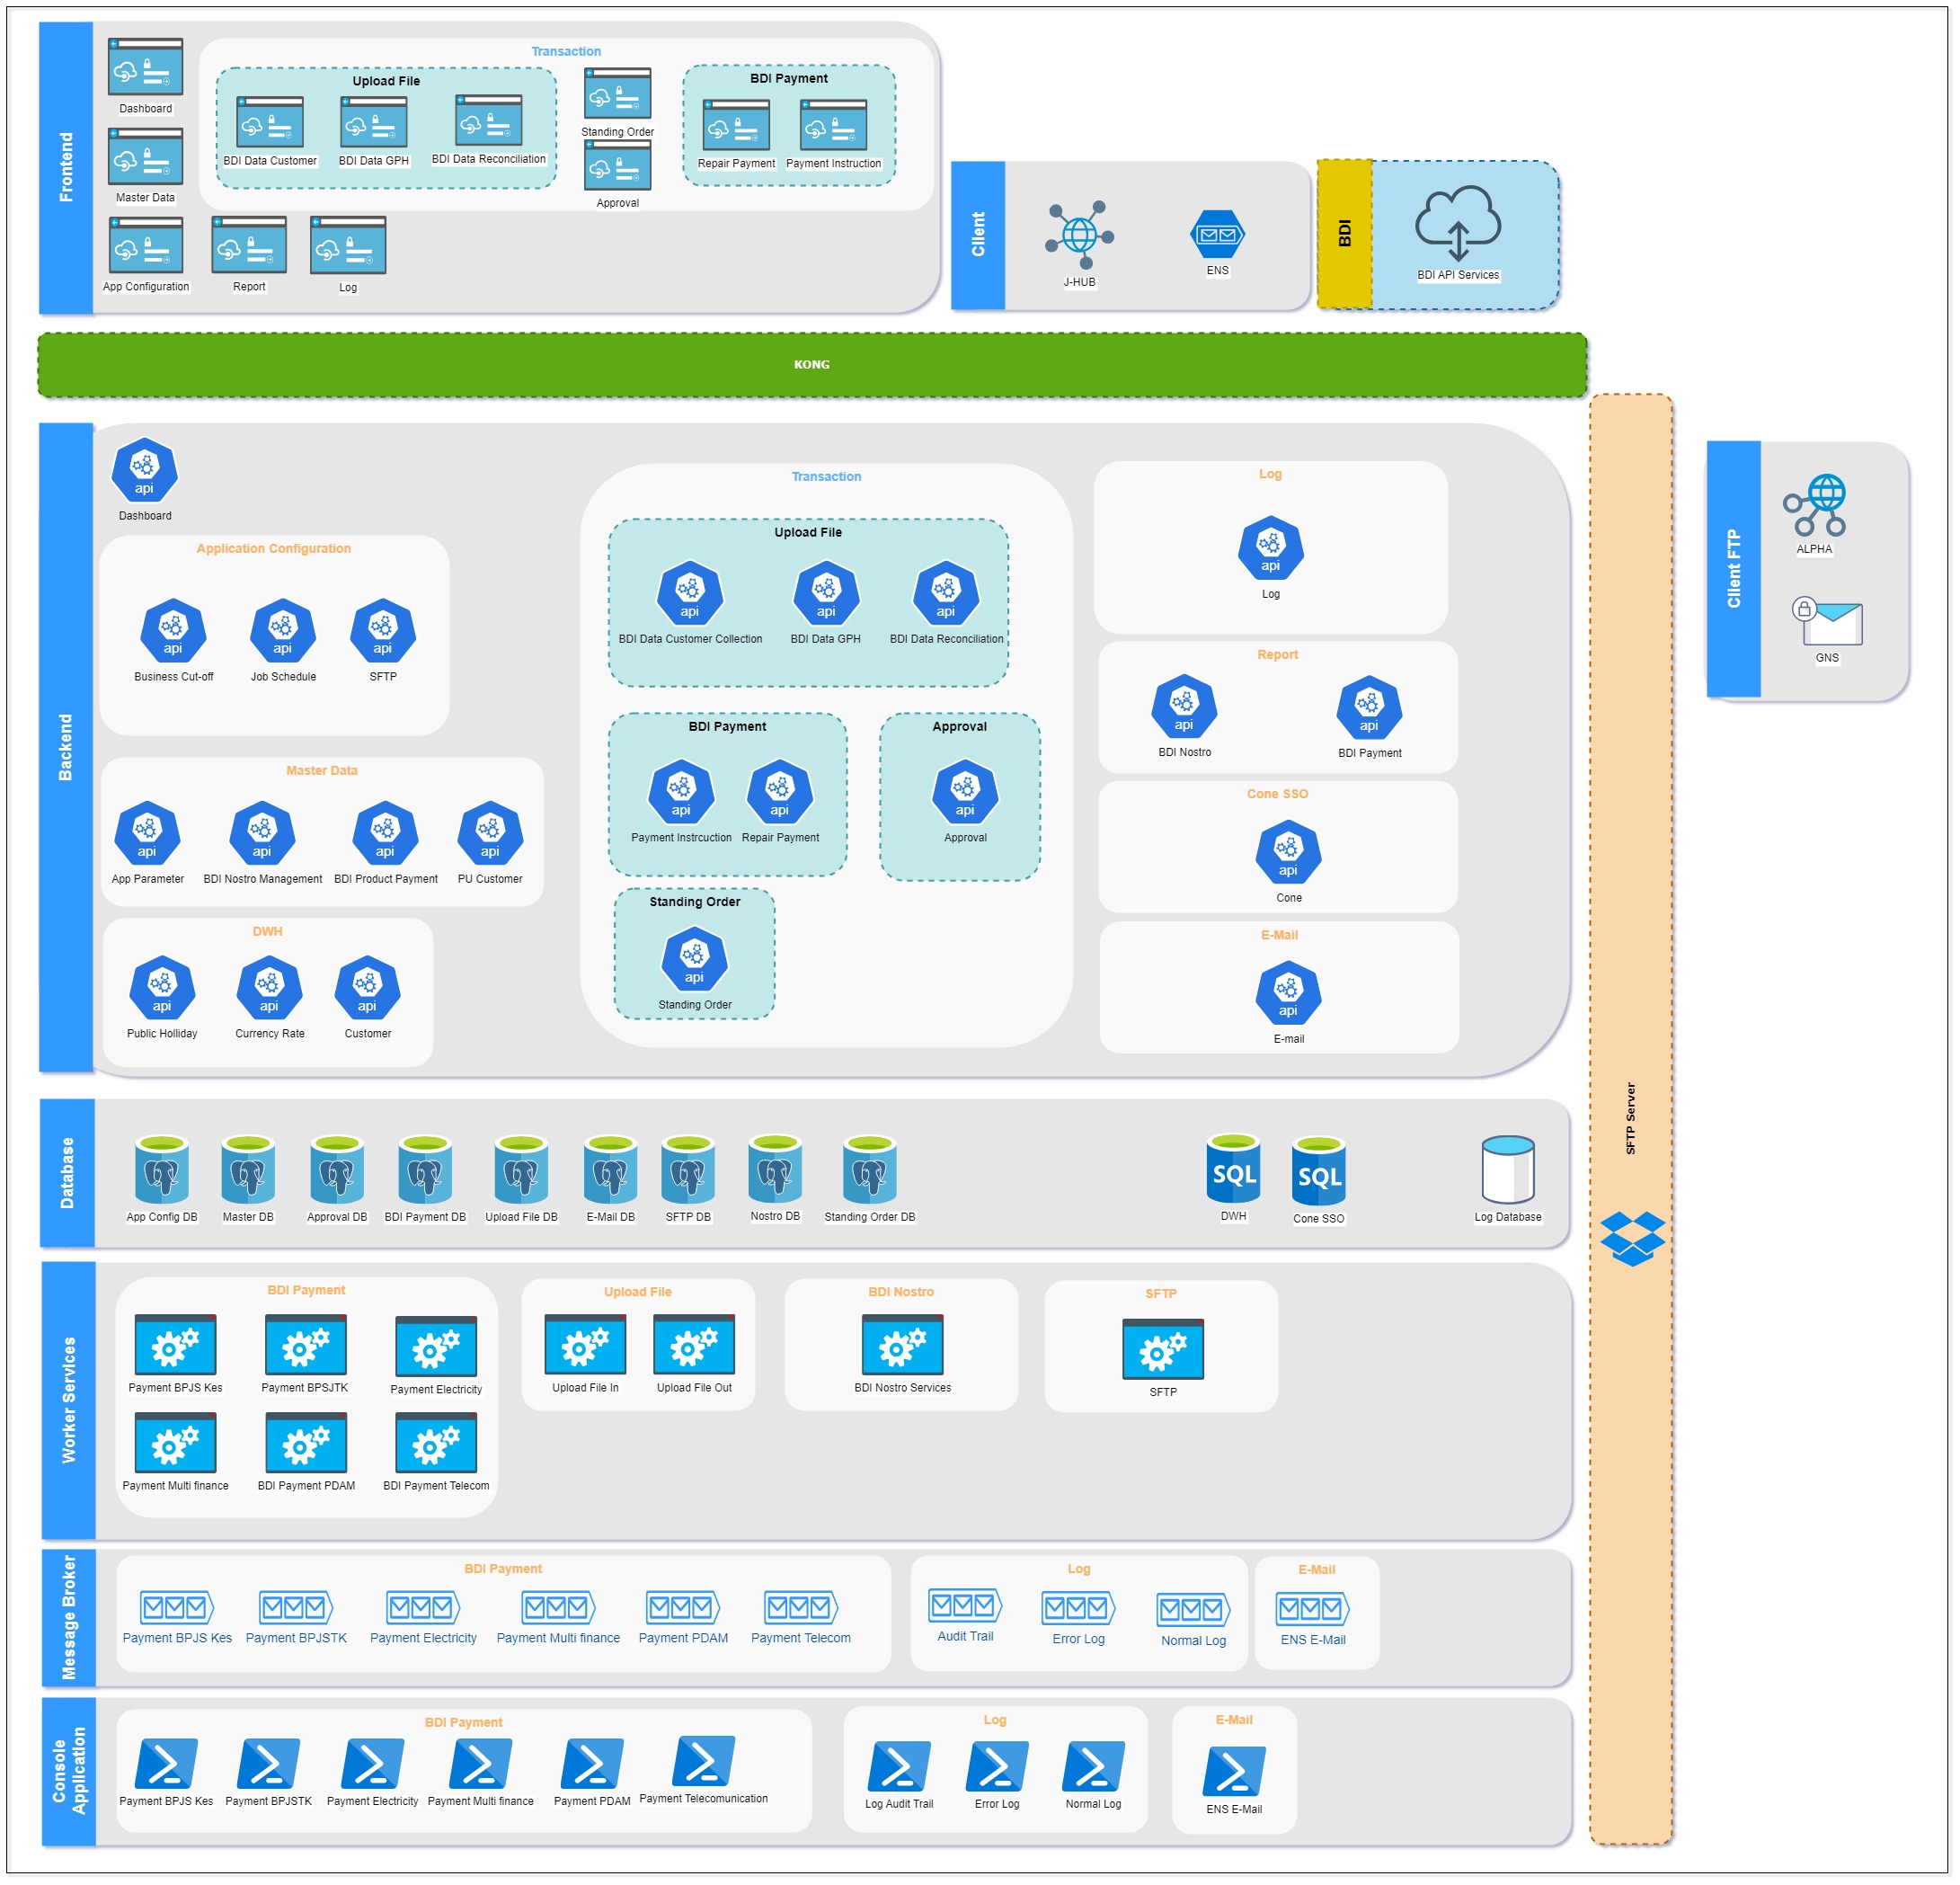 Frontend
Dashboard
Master Data
App Configuration
Report
Log
Transaction
Upload File
BDI Data Customer
BDI Data GPH
BDI Data Reconciliation
Standing Order
Approval
BDI Payment
Repair Payment
Payment Instruction
Client
J-HUB
ENS
BDI
BDI API Services
KONG
Backend
api
Dashboard
Application Configuration
api
Business Cut-off
api
Job Schedule
api
SFTP
Master Data
api
App Parameter
api
BDI Nostro Management
api
BDI Product Payment
api
PU Customer
DWH
api
Public Holliday
api
Currency Rate
api
Customer
Transaction
Upload File
api
BDI Data Customer Collection
api
BDI Data GPH
api
BDI Data Reconciliation
BDI Payment
api
Payment Instrcuction
api
Repair Payment
Approval
api
Approval
Standing Order
api
Standing Order
Log
api
Log
Report
api
BDI Nostro
api
BDI Payment
Cone SSO
api
Cone
E-Mail
api
E-mail
SFTP Server
Client FTP
ALPHA
GNS
Database
App Config DB
Master DB
Approval DB
BDI Payment DB
Upload File DB
E-Mail DB
SFTP DB
Nostro DB
Standing Order DB
SQL
DWH
SQL
Cone SSO
Log Database
Worker Services
BDI Payment
Payment BPJS Kes
Payment BPSJTK
Payment Electricity
Payment Multi finance
BDI Payment PDAM
BDI Payment Telecom
Upload File
Upload File In
Upload File Out
BDI Nostro
BDI Nostro Services
SFTP
SFTP
Message Broker
BDI Payment
Payment BPJS Kes
Payment BPJSTK
Payment Electricity
Payment Multi finance
Payment PDAM
Payment Telecom
Log
Audit Trail
Error Log
Normal Log
E-Mail
ENS E-Mail
Console
Application
BDI Payment
Payment BPJS Kes
Payment BPJSTK
Payment Electricity
Payment Multi finance
Payment PDAM
Payment Telecomunication
Log
Log Audit Trail
Error Log
Normal Log
E-Mail
ENS E-Mail